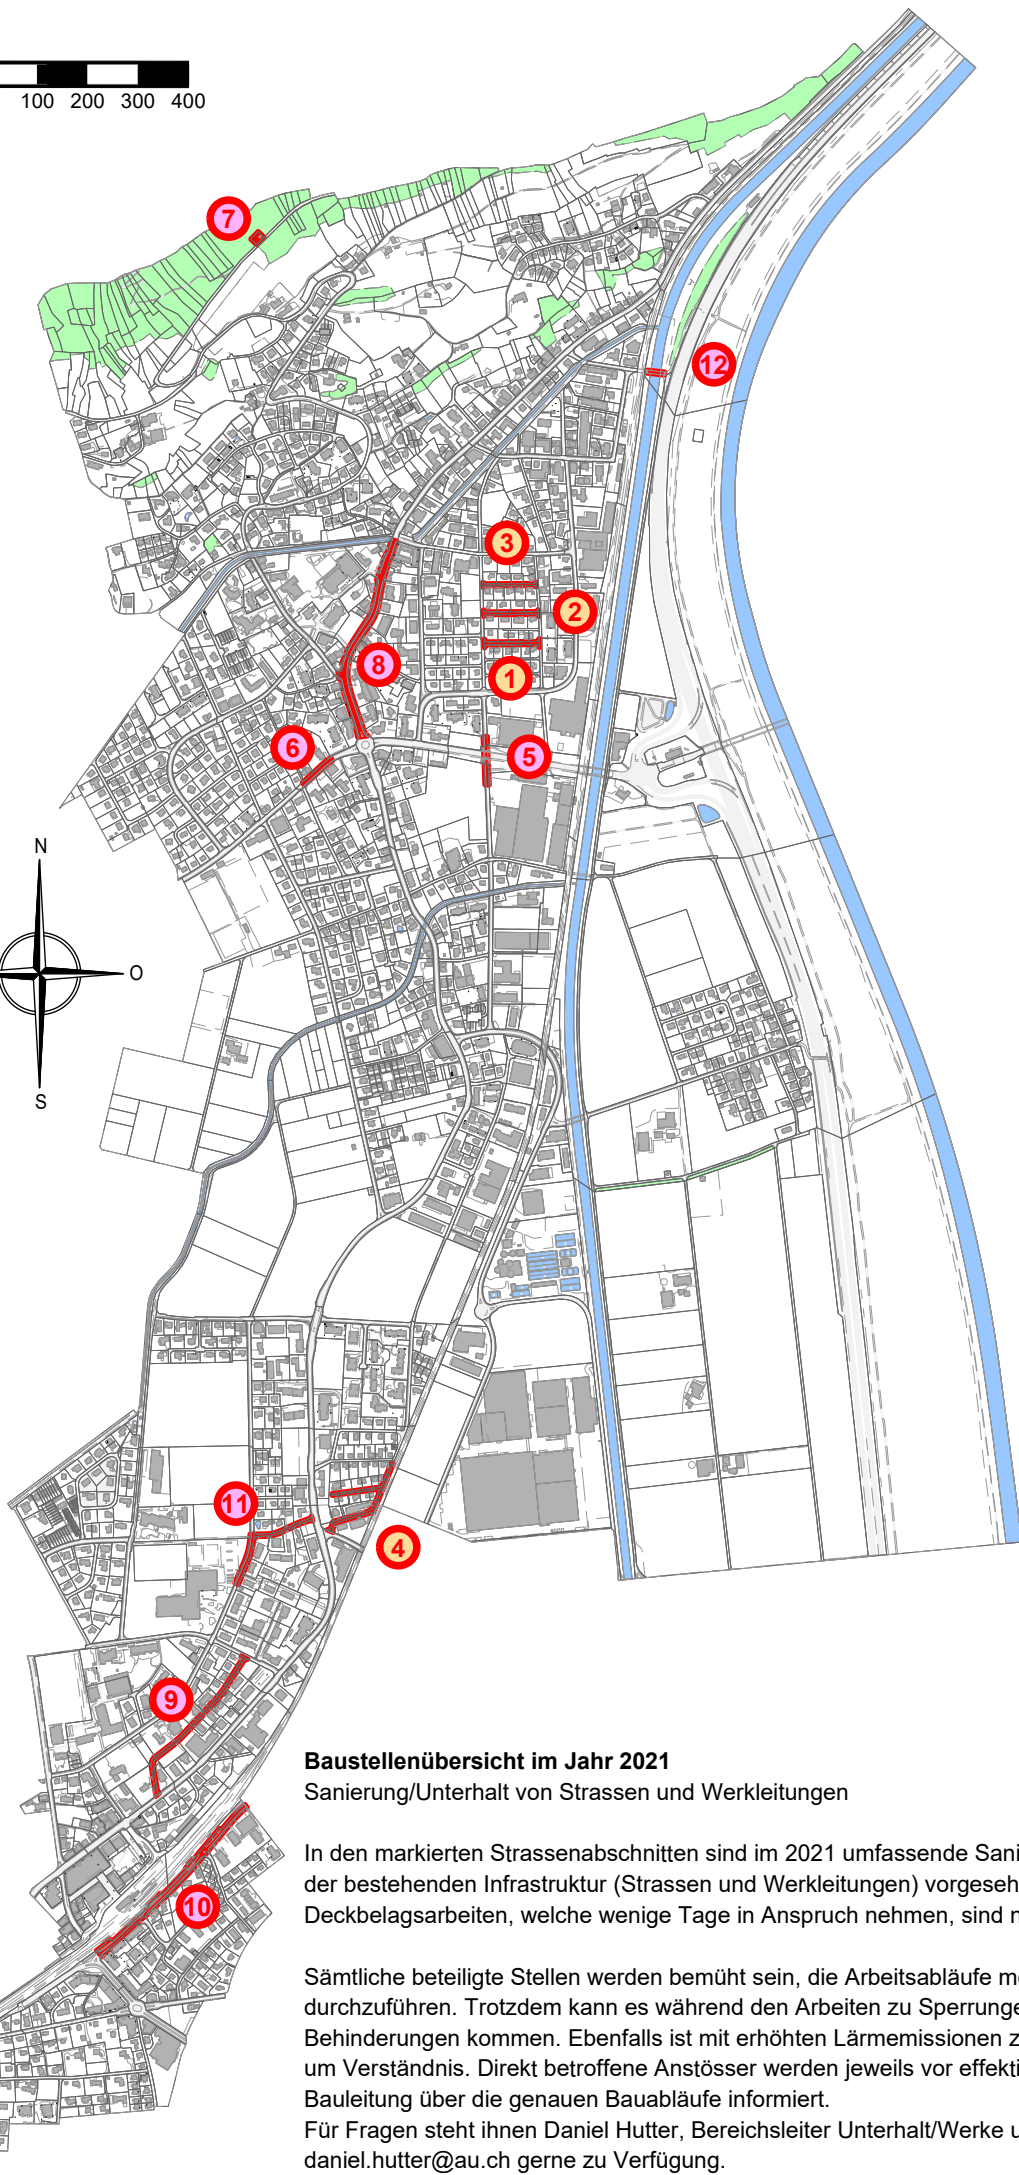 100 200 300 400
7
12
3
2
8
1
6
5
N
O
S
11
4
9
10
Baustellenübersicht im Jahr 2021
Sanierung/Unterhalt von Strassen und Werkleitungen
In den markierten Strassenabschnitten sind im 2021 umfassende Sani
der bestehenden Infrastruktur (Strassen und Werkleitungen) vorgeseh
Deckbelagsarbeiten, welche wenige Tage in Anspruch nehmen, sind n
Sämtliche beteiligte Stellen werden bemüht sein, die Arbeitsabläufe m
durchzuführen. Trotzdem kann es während den Arbeiten zu Sperrunge
Behinderungen kommen. Ebenfalls ist mit erhöhten Lärmemissionen z
um Verständnis. Direkt betroffene Anstösser werden jeweils vor effekti
Bauleitung über die genauen Bauabläufe informiert.
Für Fragen steht ihnen Daniel Hutter, Bereichsleiter Unterhalt/Werke u
daniel.hutter@au.ch gerne zu Verfügung.